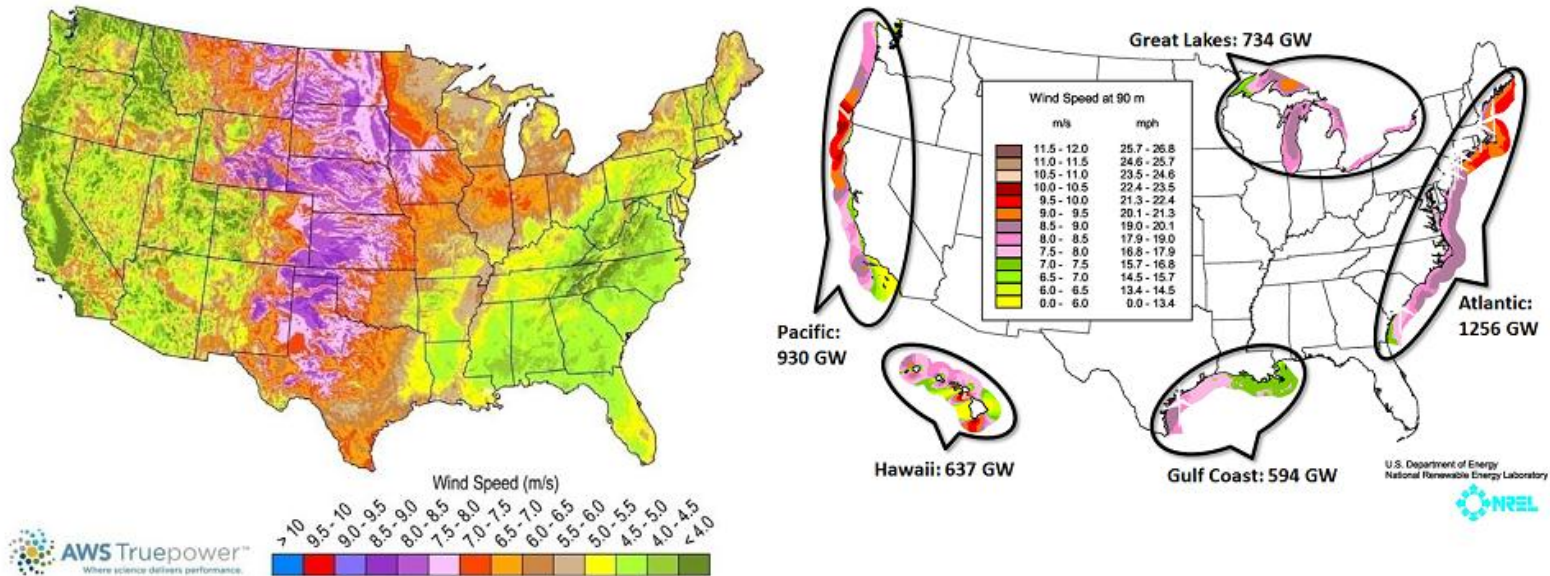 Wind Speed (m/s)
> 10
9.5 - 10
9.0 - 9.5
8.5 - 9.0
8.0 - 8.5
7.5 - 8.0
7.0 - 7.5
6.5 - 7.0
6.0 - 6.5
5.5 - 6.0
5.0 - 5.5
4.5 - 5.0
4.0 - 4.5
< 4.0
AWS Truepower™
Where science delivers performance.
Great Lakes: 734 GW
Wind Speed at 90 m
m/s mph
11.5 - 12.0 25.7 - 26.8
11.0 - 11.5 24.6 - 25.7
10.5 - 11.0 23.5 - 24.6
10.0 - 10.5 22.4 - 23.5
9.5 - 10.0 21.3 - 22.4
9.0 - 9.5 20.1 - 21.3
8.5 - 9.0 19.0 - 20.1
8.0 - 8.5 17.9 - 19.0
7.5 - 8.0 16.8 - 17.9
7.0 - 7.5 15.7 - 16.8
6.5 - 7.0 14.5 - 15.7
6.0 - 6.5 13.4 - 14.5
0.0 - 6.0 0.0 - 13.4
Pacific:
930 GW
Atlantic:
1256 GW
Hawaii: 637 GW
Gulf Coast: 594 GW
U.S. Department of Energy
National Renewable Energy Laboratory
NREL